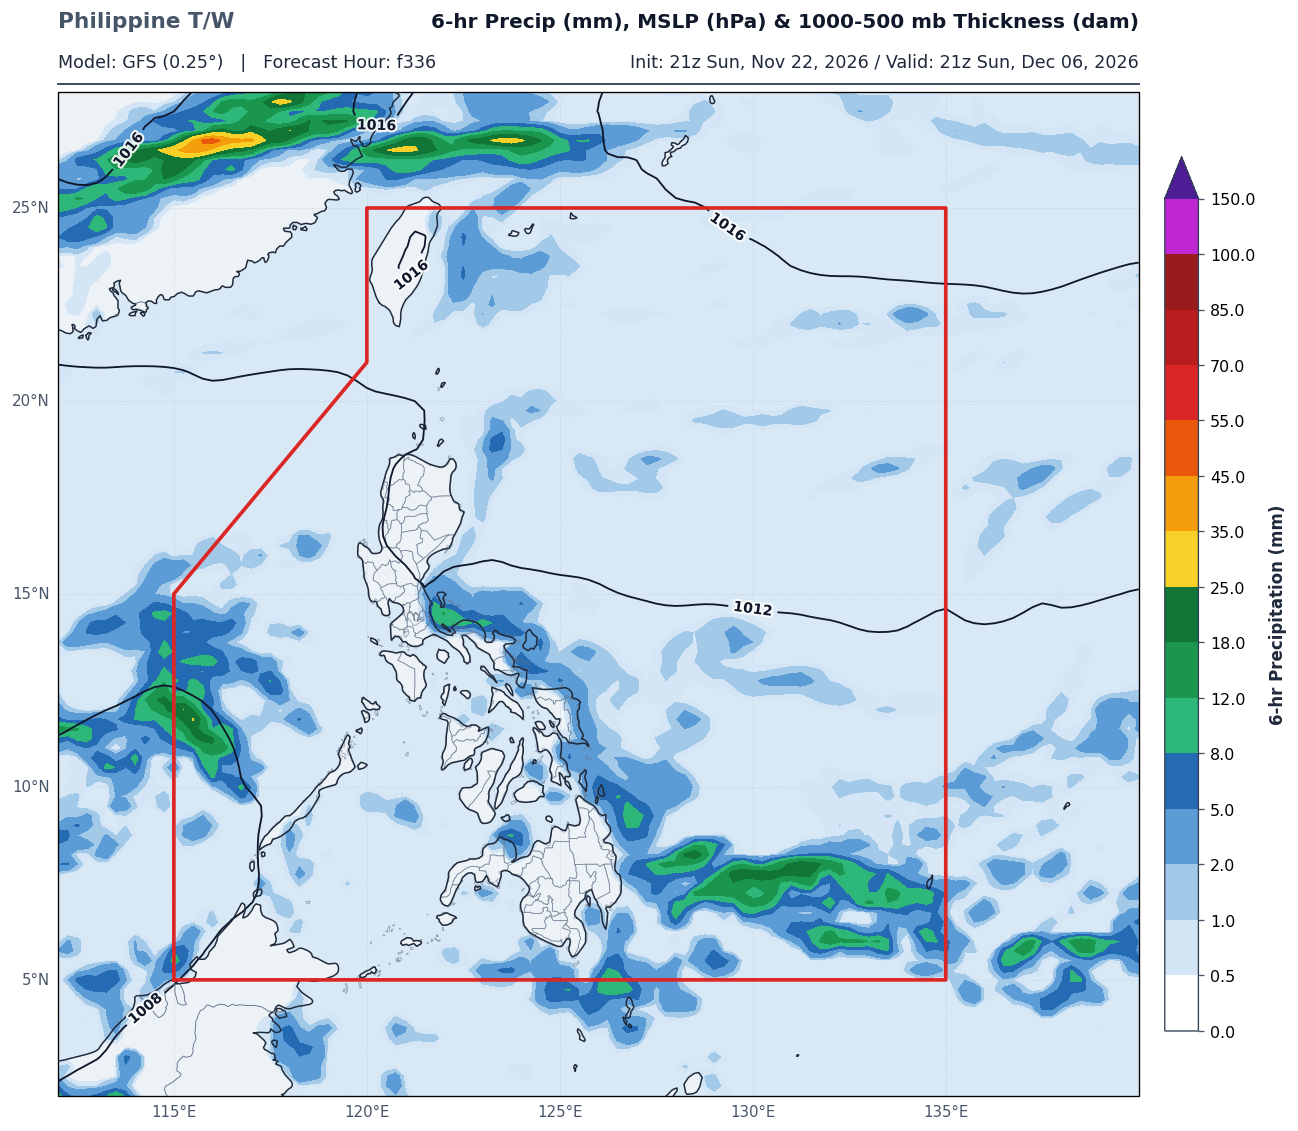 Philippine T/W
6-hr Precip (mm), MSLP (hPa) & 1000-500 mb Thickness (dam)
Model: GFS (0.25°) | Forecast Hour: f336
Init: 21z Sun, Nov 22, 2026 / Valid: 21z Sun, Dec 06, 2026
1016
1016
1016
1016
1012
1008
25°N
20°N
15°N
10°N
5°N
115°E
120°E
125°E
130°E
135°E
150.0
100.0
85.0
70.0
55.0
45.0
35.0
25.0
18.0
12.0
8.0
5.0
2.0
1.0
0.5
0.0
6-hr Precipitation (mm)